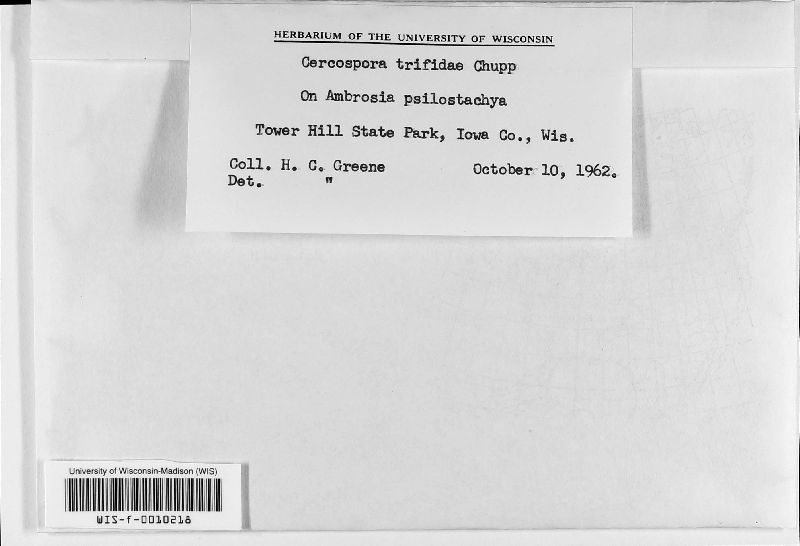 HERBARIUM OF THE UNIVERSITY OF WISCONSIN
Cercospora trifidae Chupp
On Ambrosia psilostachya
Tower Hill State Park, Iowa Co., Wis.
Coll. H. C. Greene October 10, 1962.
Det. "
University of Wisconsin-Madison (WIS)
WIS-f-0010218